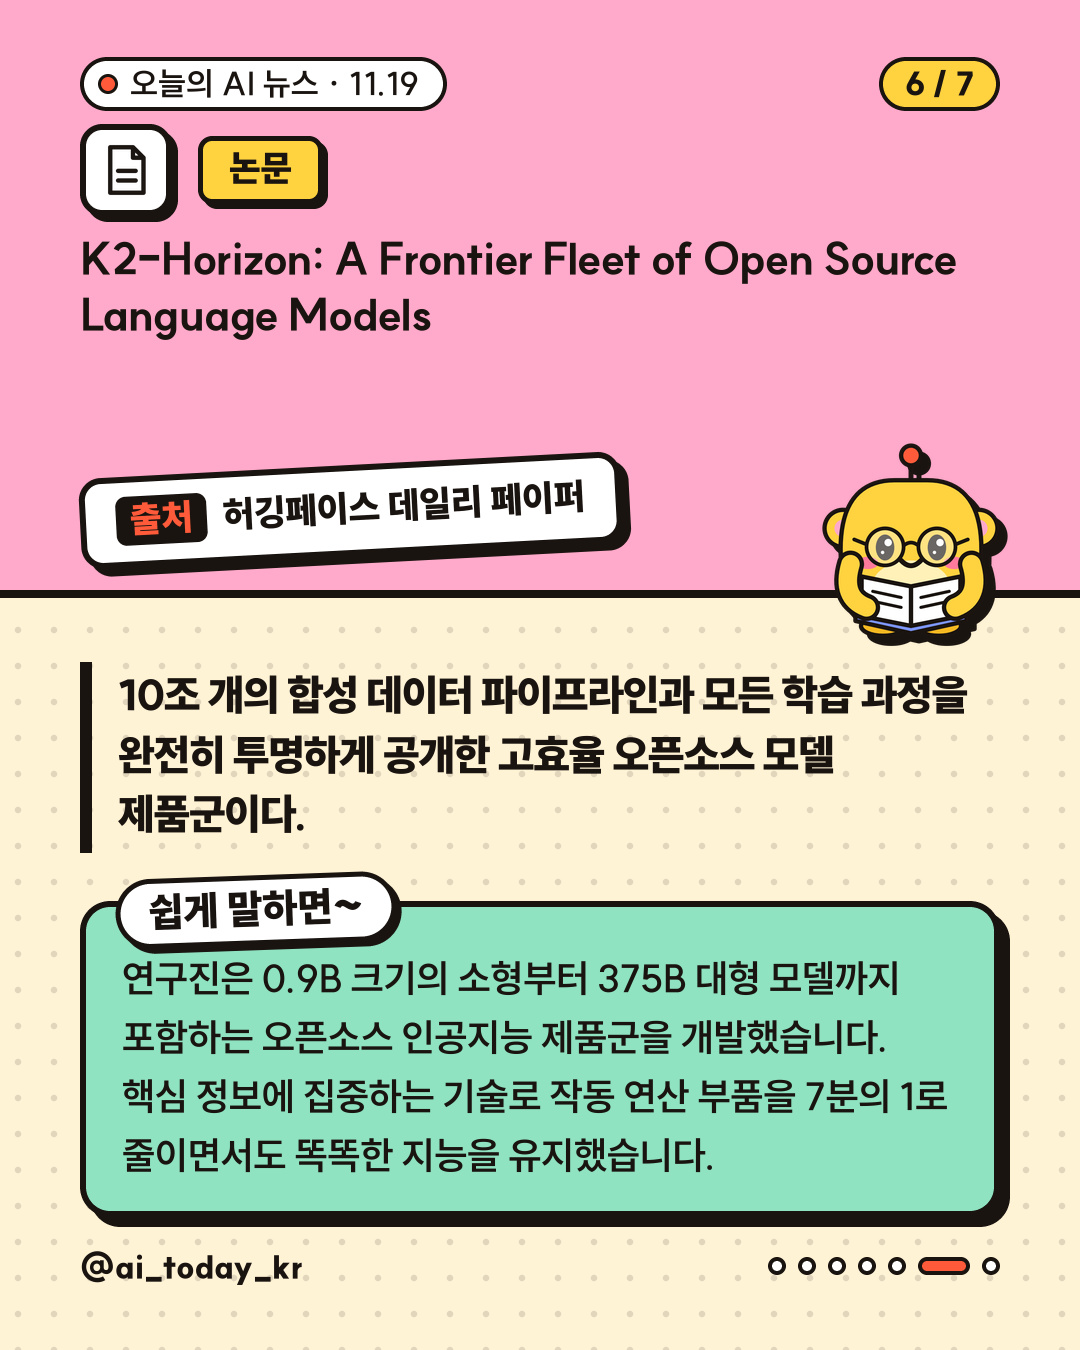 오늘의 AI 뉴스 · 11.19
6 / 7
논문
K2-Horizon: A Frontier Fleet of Open Source
Language Models
출처 허깅페이스 데일리 페이퍼
10조 개의 합성 데이터 파이프라인과 모든 학습 과정을
완전히 투명하게 공개한 고효율 오픈소스 모델
제품군이다.
쉽게 말하면~
연구진은 0.9B 크기의 소형부터 375B 대형 모델까지
포함하는 오픈소스 인공지능 제품군을 개발했습니다.
핵심 정보에 집중하는 기술로 작동 연산 부품을 7분의 1로
줄이면서도 똑똑한 지능을 유지했습니다.
@ai_today_kr